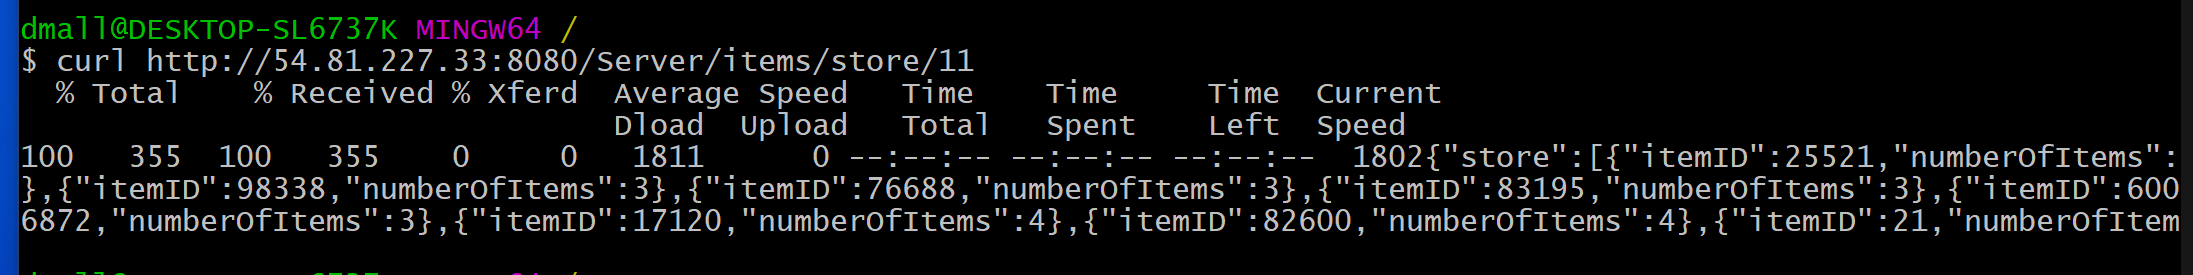 dmall@DESKTOP-SL6737K MINGW64 /
$ curl http://54.81.227.33:8080/Server/items/store/11
  % Total    % Received % Xferd  Average Speed   Time    Time     Time  Current
                                 Dload  Upload   Total   Spent    Left  Speed
100   355  100   355    0     0   1811      0 --:--:-- --:--:-- --:--:--  1802{"store":[{"itemID":25521,"numberOfItems":
},{"itemID":98338,"numberOfItems":3},{"itemID":76688,"numberOfItems":3},{"itemID":83195,"numberOfItems":3},{"itemID":600
6872,"numberOfItems":3},{"itemID":17120,"numberOfItems":4},{"itemID":82600,"numberOfItems":4},{"itemID":21,"numberOfItem